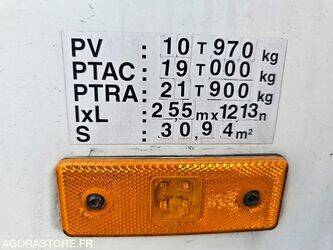 PV : 10 T 970 kg
PTAC : 19 T 000 kg
PTRA : 21 T 900 kg
lxL : 2,55 m x 12 13 n
S : 30,94 m²
AGORASTORE.FR